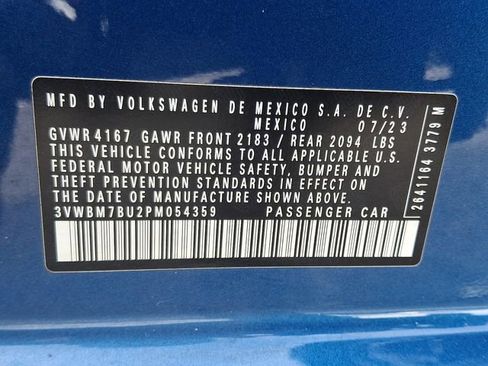 MFD BY VOLKSWAGEN DE MEXICO S.A. DE C.V.
MEXICO 07/23
GVWR 4167 GAWR FRONT 2183 / REAR 2094 LBS
THIS VEHICLE CONFORMS TO ALL APPLICABLE U.S.
FEDERAL MOTOR VEHICLE SAFETY, BUMPER AND
THEFT PREVENTION STANDARDS IN EFFECT ON
THE DATE OF MANUFACTURE SHOWN ABOVE.
3VWBM7BU2PM054359 PASSENGER CAR
2641164 3779 M